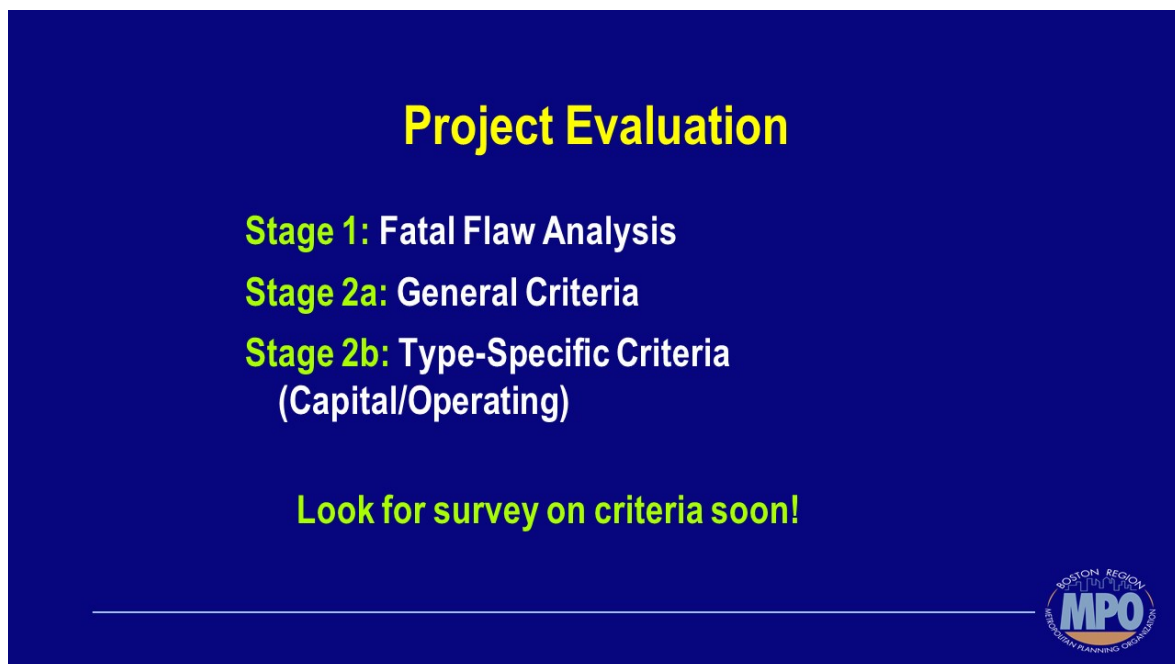 Project Evaluation
Stage 1: Fatal Flaw Analysis
Stage 2a: General Criteria
Stage 2b: Type-Specific Criteria
(Capital/Operating)
Look for survey on criteria soon!
BOSTON REGION
MPO
METROPOLITAN PLANNING ORGANIZATION